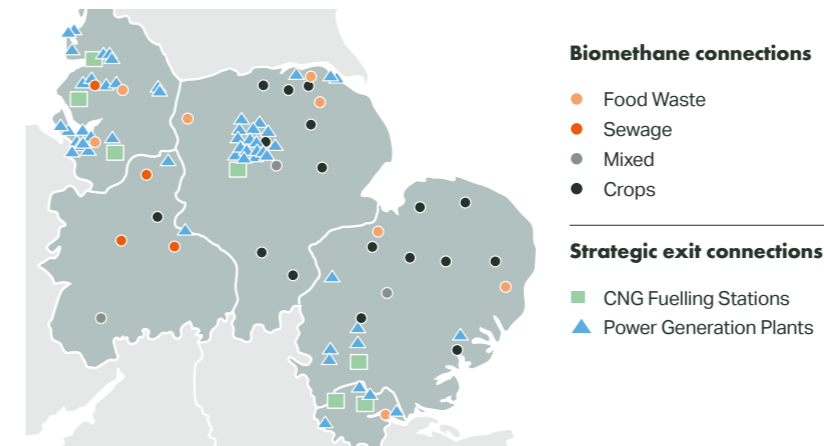 Biomethane connections
Food Waste
Sewage
Mixed
Crops
Strategic exit connections
CNG Fuelling Stations
Power Generation Plants